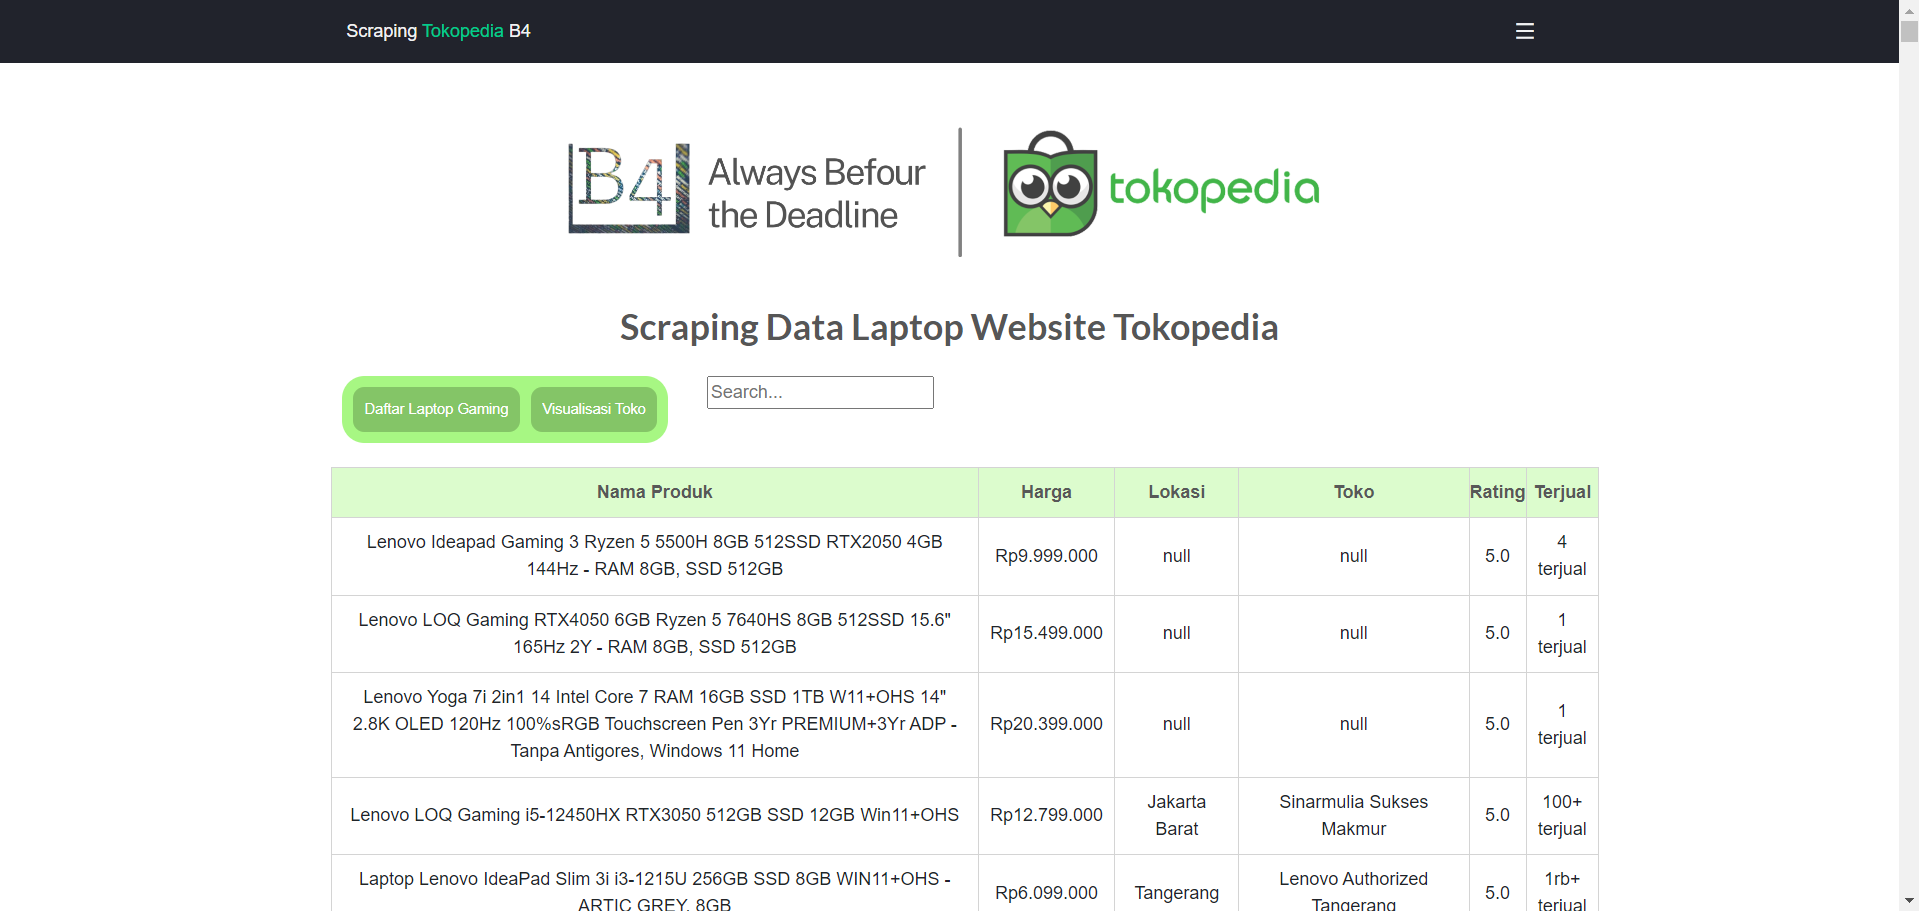 Scraping Tokopedia B4
B4 Always Befour
the Deadline
tokopedia
Scraping Data Laptop Website Tokopedia
Daftar Laptop Gaming
Visualisasi Toko
Search...
Nama Produk Harga Lokasi Toko Rating Terjual
Lenovo Ideapad Gaming 3 Ryzen 5 5500H 8GB 512SSD RTX2050 4GB
144Hz - RAM 8GB, SSD 512GB
Rp9.999.000
null
null
5.0
4
terjual
Lenovo LOQ Gaming RTX4050 6GB Ryzen 5 7640HS 8GB 512SSD 15.6"
165Hz 2Y - RAM 8GB, SSD 512GB
Rp15.499.000
null
null
5.0
1
terjual
Lenovo Yoga 7i 2in1 14 Intel Core 7 RAM 16GB SSD 1TB W11+OHS 14"
2.8K OLED 120Hz 100%sRGB Touchscreen Pen 3Yr PREMIUM+3Yr ADP -
Tanpa Antigores, Windows 11 Home
Rp20.399.000
null
null
5.0
1
terjual
Lenovo LOQ Gaming i5-12450HX RTX3050 512GB SSD 12GB Win11+OHS
Rp12.799.000
Jakarta
Barat
Sinarmulia Sukses
Makmur
5.0
100+
terjual
Laptop Lenovo IdeaPad Slim 3i i3-1215U 256GB SSD 8GB WIN11+OHS -
ARTIC GREY, 8GB
Rp6.099.000
Tangerang
Lenovo Authorized
Tangerang
5.0
1rb+
terjual